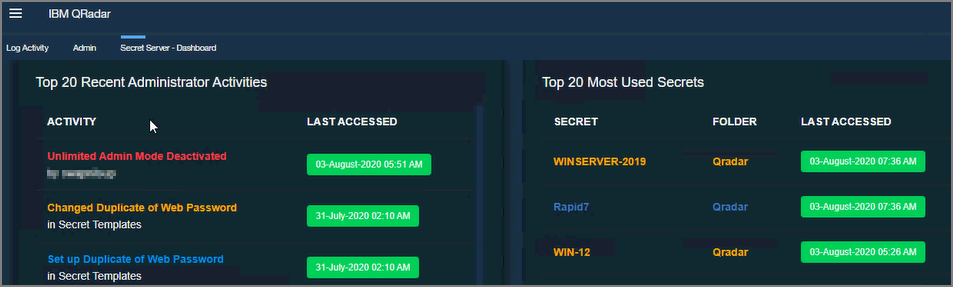 IBM QRadar
Log Activity Admin Secret Server - Dashboard
Top 20 Recent Administrator Activities
ACTIVITY LAST ACCESSED
Unlimited Admin Mode Deactivated
by
03-August-2020 05:51 AM
Changed Duplicate of Web Password
in Secret Templates
31-July-2020 02:10 AM
Set up Duplicate of Web Password
in Secret Templates
31-July-2020 02:10 AM
Top 20 Most Used Secrets
SECRET FOLDER LAST ACCESSED
WINSERVER-2019 Qradar 03-August-2020 07:36 AM
Rapid7 Qradar 03-August-2020 07:36 AM
WIN-12 Qradar 03-August-2020 05:26 AM